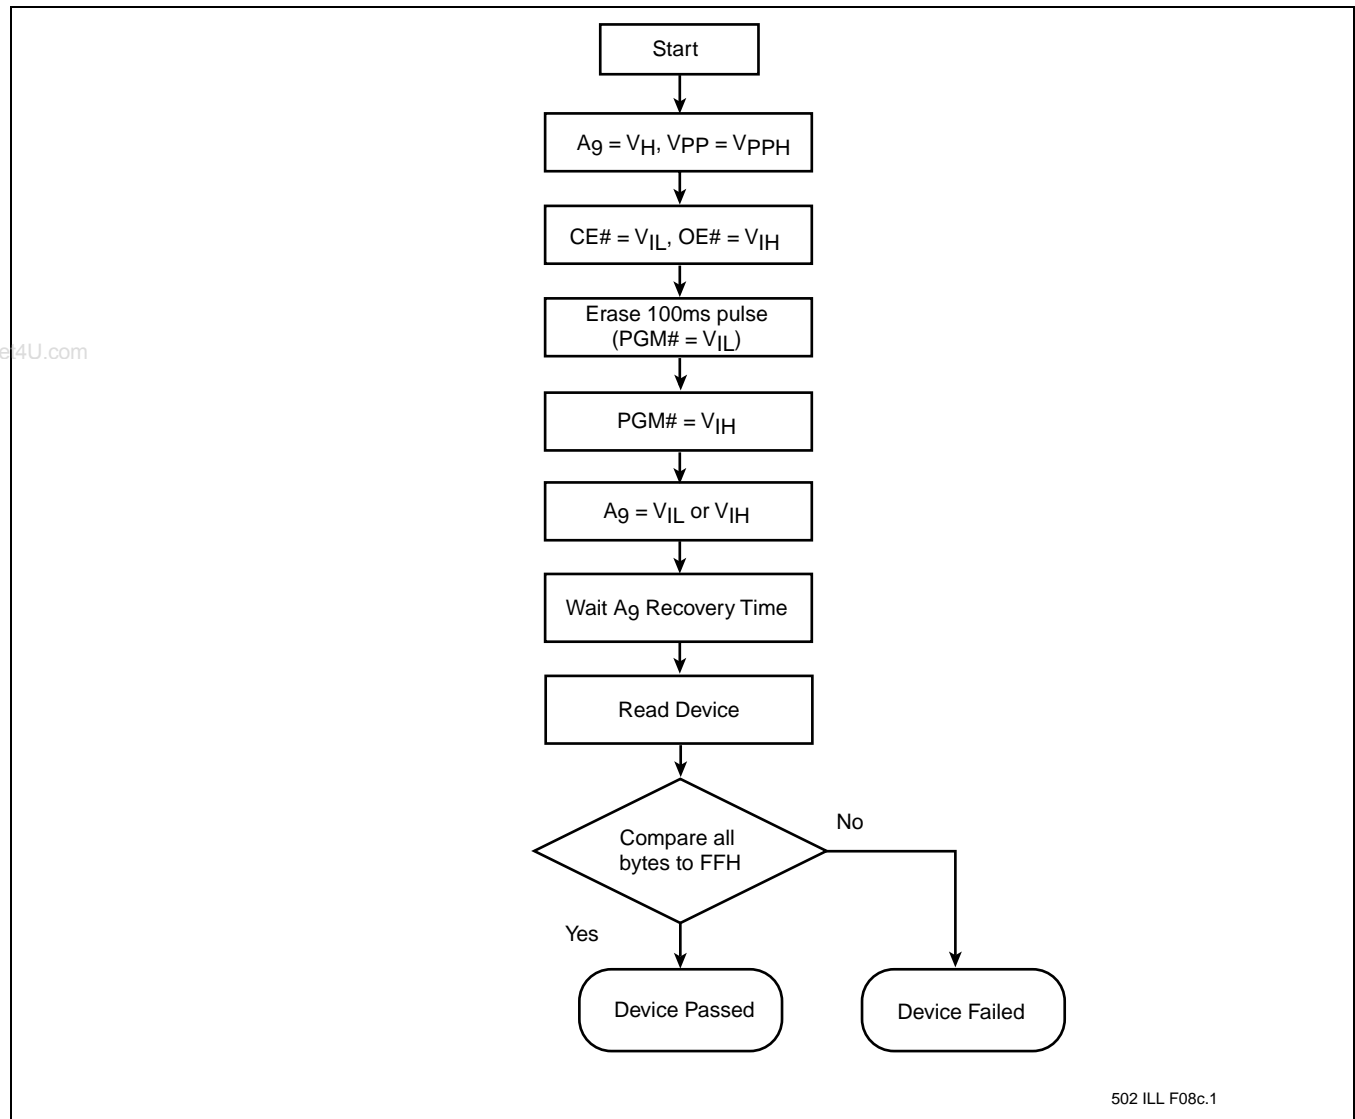 Start
A9 = VH, VPP = VPPH
CE# = VIL, OE# = VIH
Erase 100ms pulse
(PGM# = VIL)
et4U.com
PGM# = VIH
A9 = VIL or VIH
Wait A9 Recovery Time
Read Device
No
Compare all
bytes to FFH
Yes
Device Passed
Device Failed
502 ILL F08c.1